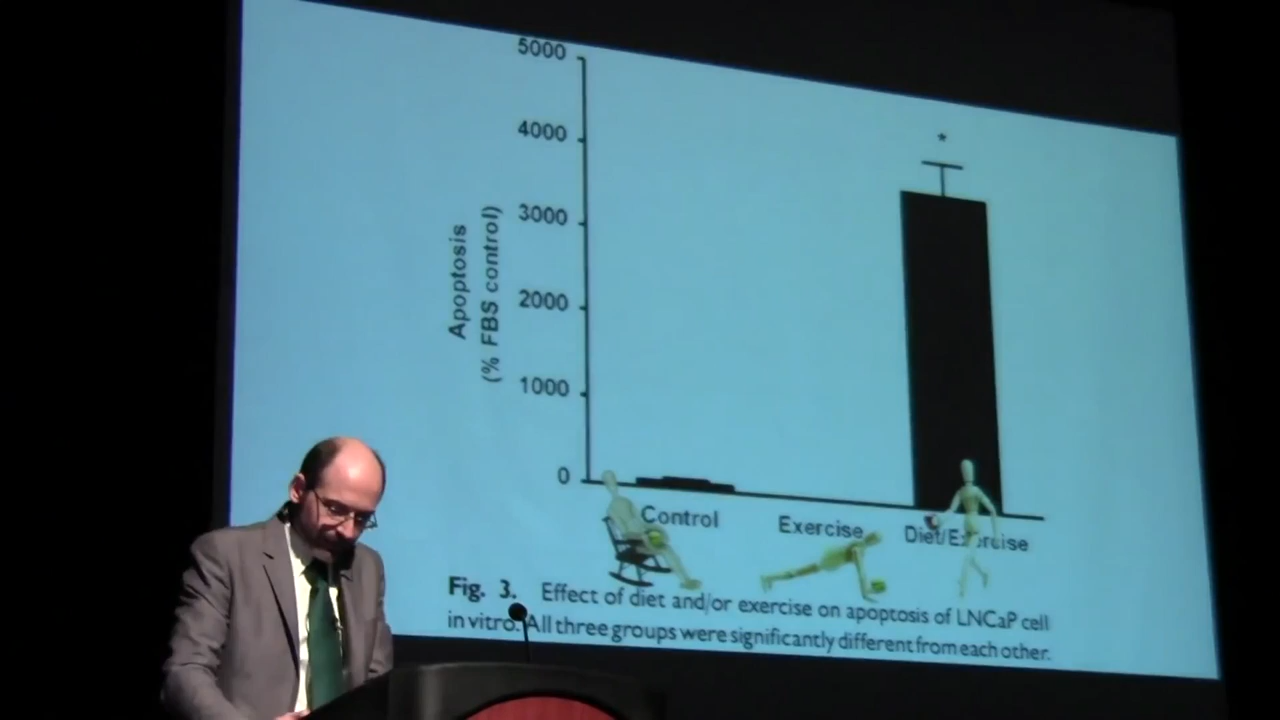 5000
4000
3000
2000
1000
0
Apoptosis
(% FBS control)
*
Control
Exercise
Diet/Exercise
Fig. 3. Effect of diet and/or exercise on apoptosis of LNCaP cell
in vitro. All three groups were significantly different from each other.